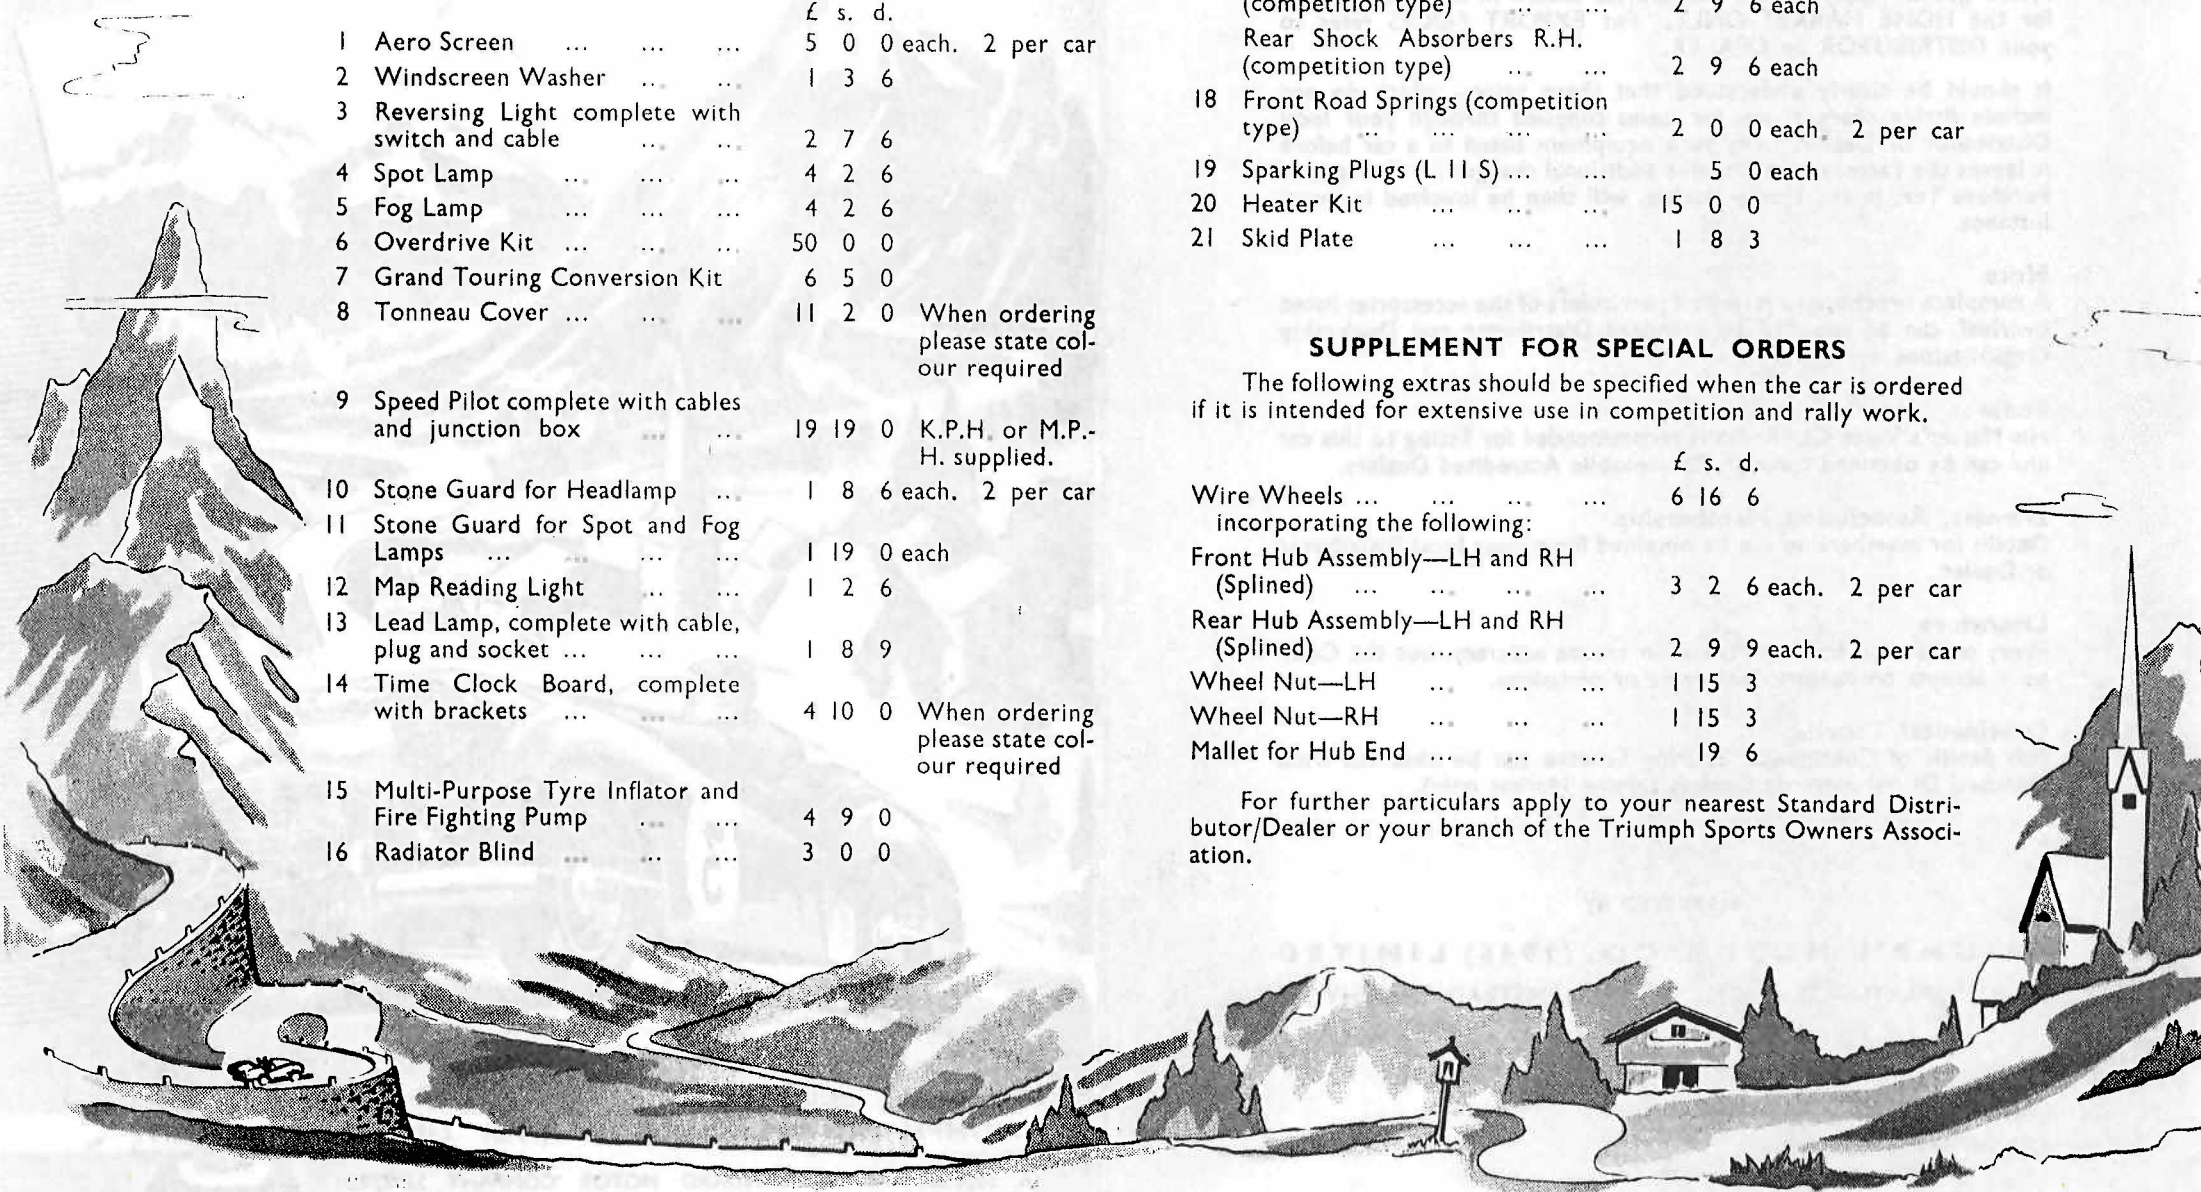 £ s. d.
1 Aero Screen ... ... ... 5 0 0 each. 2 per car
2 Windscreen Washer ... ... 1 3 6
3 Reversing Light complete with
switch and cable ... ... 2 7 6
4 Spot Lamp ... ... ... 4 2 6
5 Fog Lamp ... ... ... 4 2 6
6 Overdrive Kit ... ... ... 50 0 0
7 Grand Touring Conversion Kit 6 5 0
8 Tonneau Cover ... ... ... 11 2 0 When ordering
please state col-
our required
9 Speed Pilot complete with cables
and junction box ... ... 19 19 0 K.P.H. or M.P.-
H. supplied.
10 Stone Guard for Headlamp ... 1 8 6 each. 2 per car
11 Stone Guard for Spot and Fog
Lamps ... ... ... ... 1 19 0 each
12 Map Reading Light ... ... 1 2 6
13 Lead Lamp, complete with cable,
plug and socket ... ... ... 1 8 9
14 Time Clock Board, complete
with brackets ... ... ... 4 10 0 When ordering
please state col-
our required
15 Multi-Purpose Tyre Inflator and
Fire Fighting Pump ... ... 4 9 0
16 Radiator Blind ... ... ... 3 0 0
(competition type) ... ... 2 9 6 each
Rear Shock Absorbers R.H.
(competition type) ... ... 2 9 6 each
18 Front Road Springs (competition
type) ... ... ... ... 2 0 0 each. 2 per car
19 Sparking Plugs (L 11 S) ... ... 5 0 each
20 Heater Kit ... ... ... 15 0 0
21 Skid Plate ... ... ... 1 8 3
SUPPLEMENT FOR SPECIAL ORDERS
The following extras should be specified when the car is ordered
if it is intended for extensive use in competition and rally work.
£ s. d.
Wire Wheels ... ... ... ... 6 16 6
incorporating the following:
Front Hub Assembly—LH and RH
(Splined) ... ... ... ... 3 2 6 each. 2 per car
Rear Hub Assembly—LH and RH
(Splined) ... ... ... ... 2 9 9 each. 2 per car
Wheel Nut—LH ... ... ... 1 15 3
Wheel Nut—RH ... ... ... 1 15 3
Mallet for Hub End ... ... ... 19 6
For further particulars apply to your nearest Standard Distri-
butor/Dealer or your branch of the Triumph Sports Owners Associ-
ation.